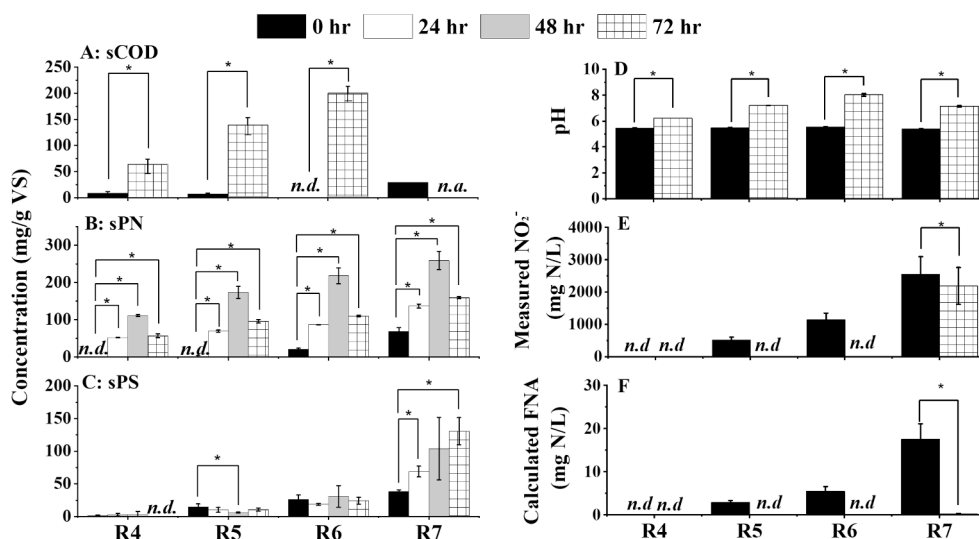 0 hr 24 hr 48 hr 72 hr
Concentration (mg/g VS)
A: sCOD
250
200
150
100
50
0
* * *
n.d. n.a.
B: sPN
300
200
100
0
* * *
* * *
* * *
* * *
n.d. n.d.
C: sPS
200
150
100
50
0
* * *
n.d.
R4 R5 R6 R7
D
pH
10
8
6
4
2
0
* * * *
E
Measured NO₂⁻ (mg N/L)
4000
3000
2000
1000
0
*
n.d n.d n.d n.d
F
Calculated FNA (mg N/L)
30
20
10
0
*
n.d n.d n.d n.d
R4 R5 R6 R7